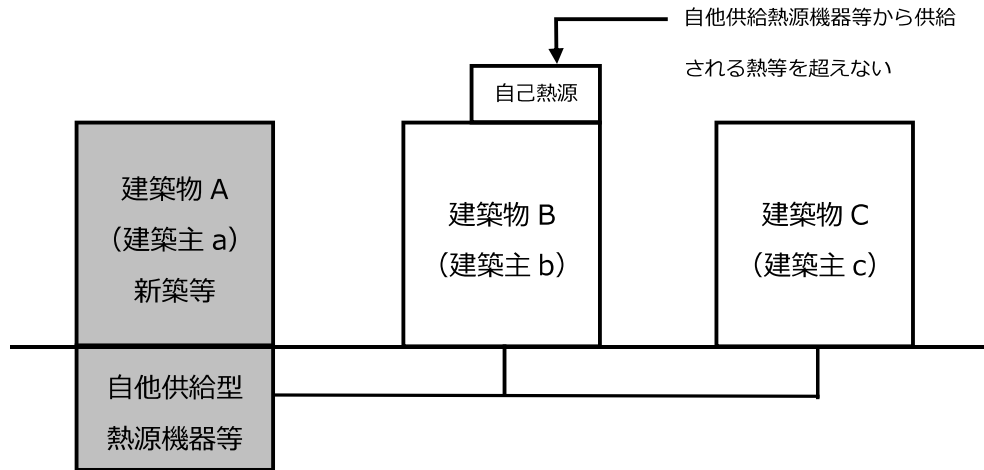 自他供給熱源機器等から供給
される熱等を超えない
自己熱源
建築物 A
（建築主 a）
新築等
建築物 B
（建築主 b）
建築物 C
（建築主 c）
自他供給型
熱源機器等